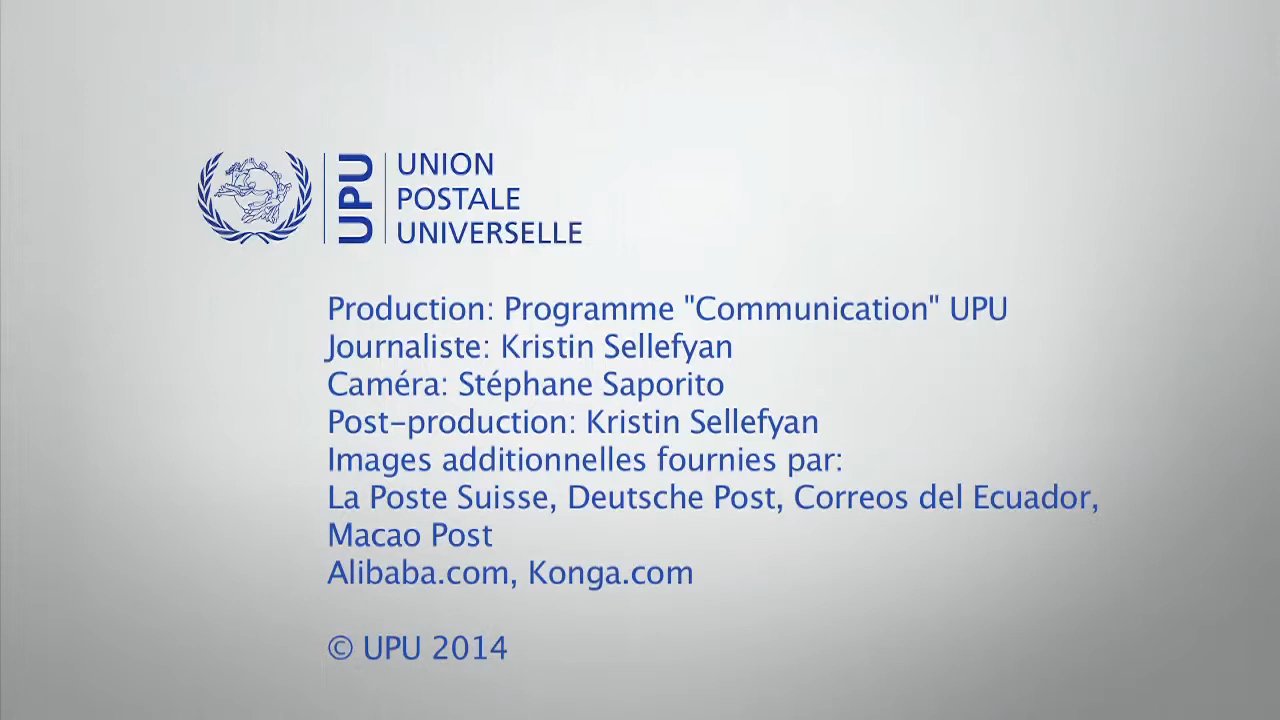 UPU
UNION
POSTALE
UNIVERSELLE
Production: Programme "Communication" UPU
Journaliste: Kristin Sellefyan
Caméra: Stéphane Saporito
Post-production: Kristin Sellefyan
Images additionnelles fournies par:
La Poste Suisse, Deutsche Post, Correos del Ecuador,
Macao Post
Alibaba.com, Konga.com
© UPU 2014